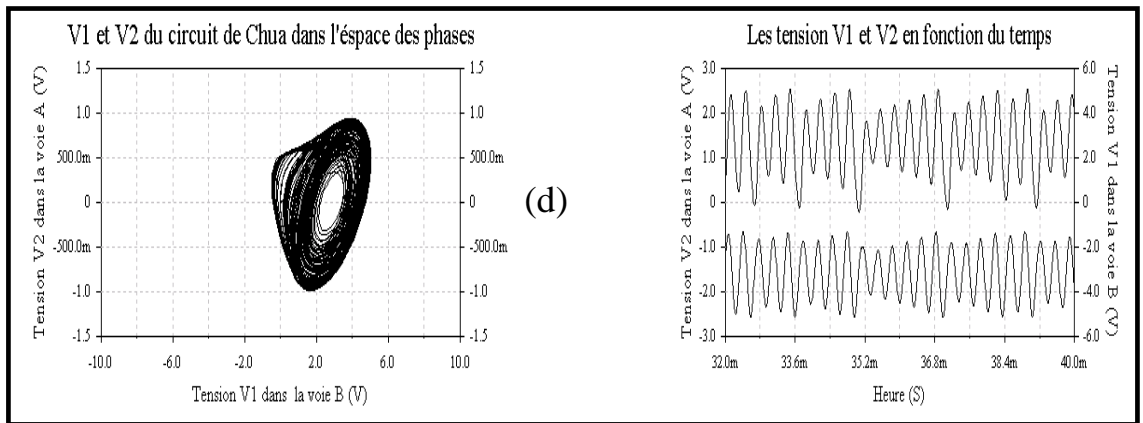 V1 et V2 du circuit de Chua dans l'éspace des phases
Tension V2 dans la voie A (V)
1.5
1.0
500.0m
0
-500.0m
-1.0
-1.5
1.5
1.0
500.0m
0
-500.0m
-1.0
-1.5
-10.0 -6.0 -2.0 2.0 6.0 10.0
Tension V1 dans la voie B (V)
(d)
Les tension V1 et V2 en fonction du temps
Tension V2 dans la voie A (V)
3.0
2.0
1.0
0
-1.0
-2.0
-3.0
6.0
4.0
2.0
0
-2.0
-4.0
-6.0
Tension V1 dans la voie B (V)
32.0m 33.6m 35.2m 36.8m 38.4m 40.0m
Heure (S)